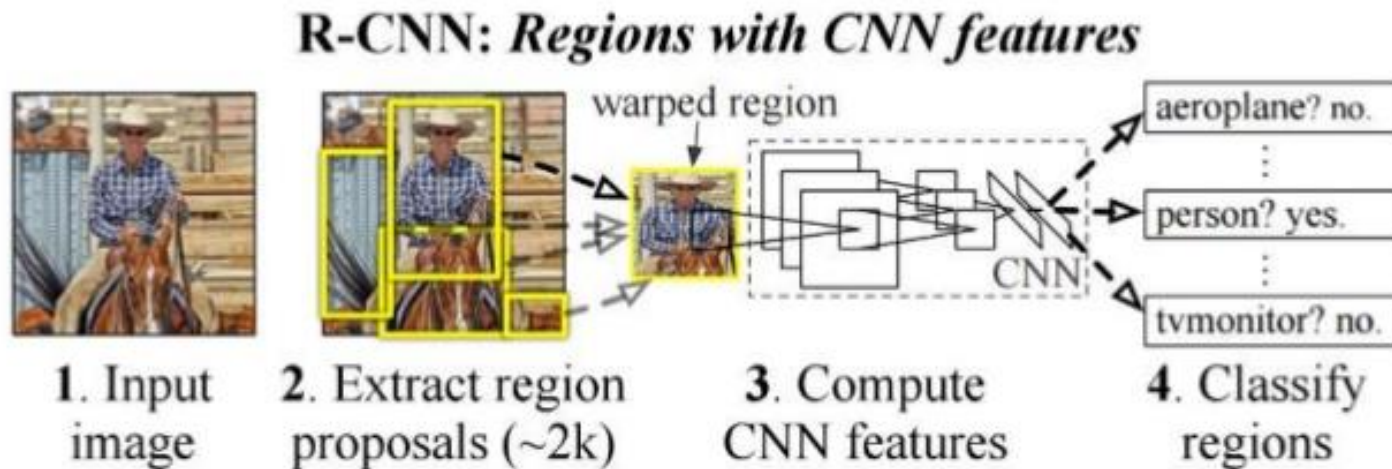 R-CNN: Regions with CNN features
warped region
aeroplane? no.
person? yes.
CNN
tvmonitor? no.
1. Input
image
2. Extract region
proposals (~2k)
3. Compute
CNN features
4. Classify
regions